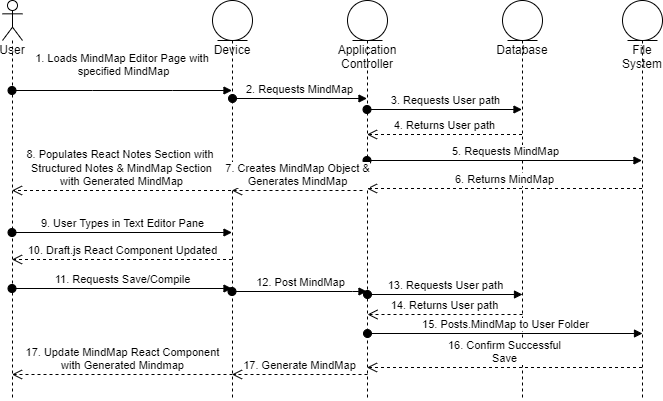 User
Device
Application
Controller
Database
File
System
1. Loads MindMap Editor Page with
specified MindMap
2. Requests MindMap
3. Requests User path
4. Returns User path
5. Requests MindMap
6. Returns MindMap
7. Creates MindMap Object &
Generates MindMap
8. Populates React Notes Section with
Structured Notes & MindMap Section
with Generated MindMap
9. User Types in Text Editor Pane
10. Draft.js React Component Updated
11. Requests Save/Compile
12. Post MindMap
13. Requests User path
14. Returns User path
15. Posts.MindMap to User Folder
16. Confirm Successful
Save
17. Generate MindMap
17. Update MindMap React Component
with Generated Mindmap